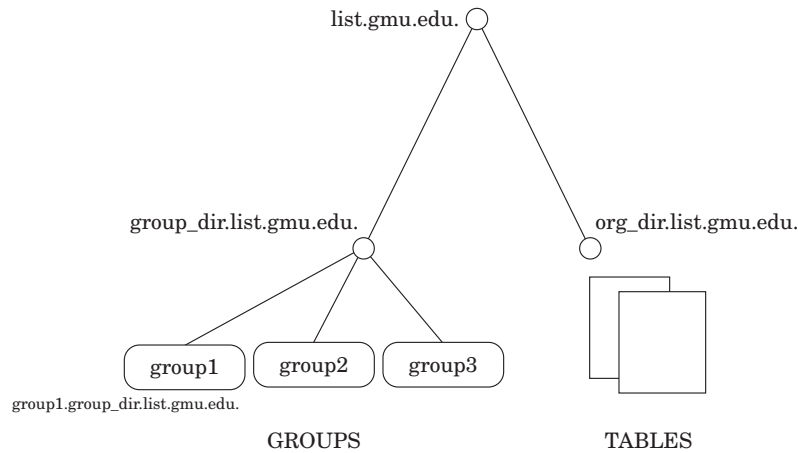 list.gmu.edu.
group_dir.list.gmu.edu.
org_dir.list.gmu.edu.
group1
group2
group3
group1.group_dir.list.gmu.edu.
GROUPS
TABLES